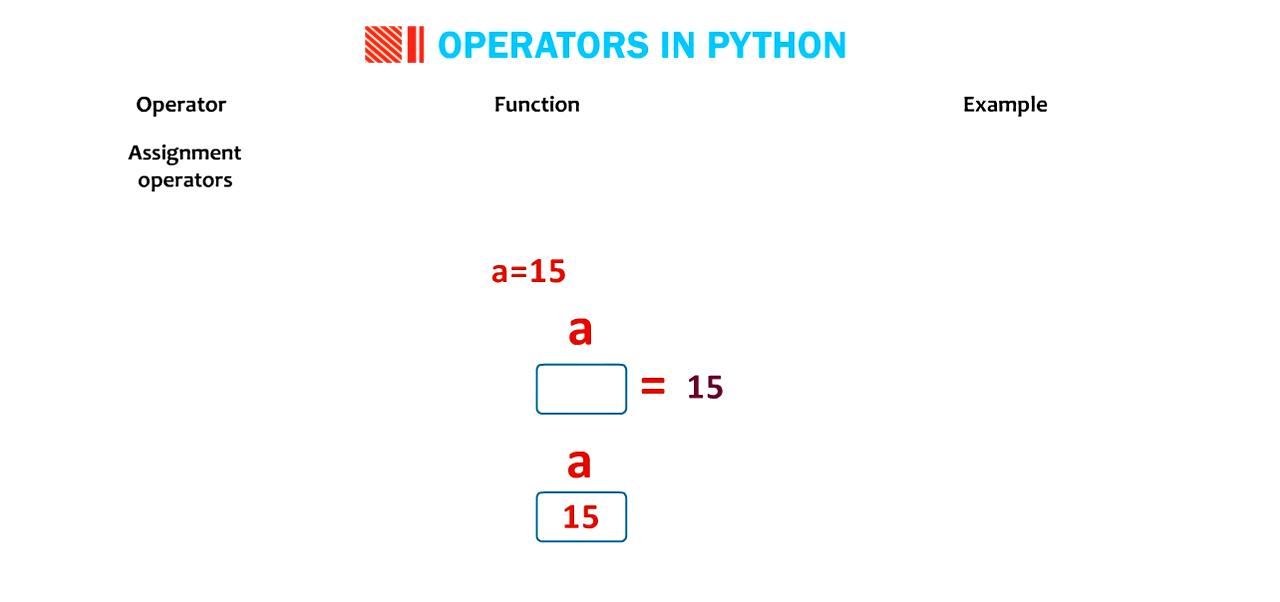 OPERATORS IN PYTHON
Operator Function Example
Assignment
operators
a=15
a
= 15
a
15